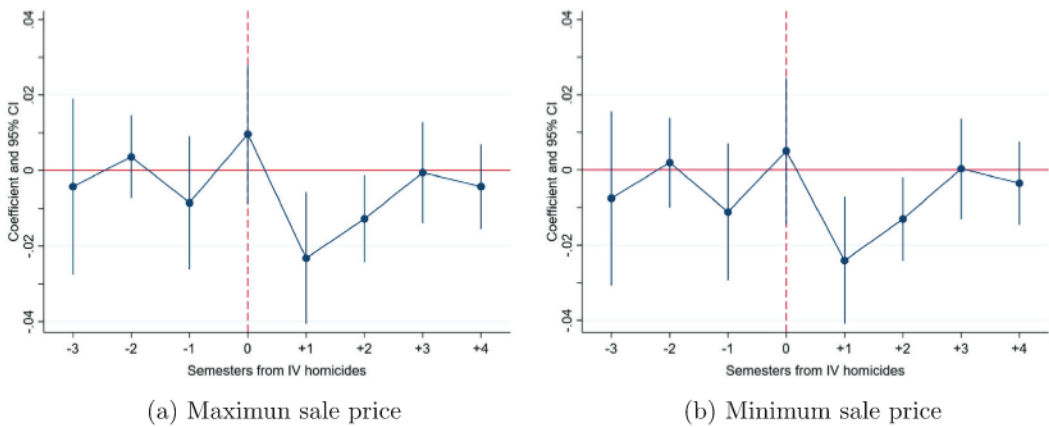 .04
.02
0
-.02
-.04
Coefficient and 95% CI
-3 -2 -1 0 +1 +2 +3 +4
Semesters from IV homicides
(a) Maximun sale price
.04
.02
0
-.02
-.04
Coefficient and 95% CI
-3 -2 -1 0 +1 +2 +3 +4
Semesters from IV homicides
(b) Minimum sale price